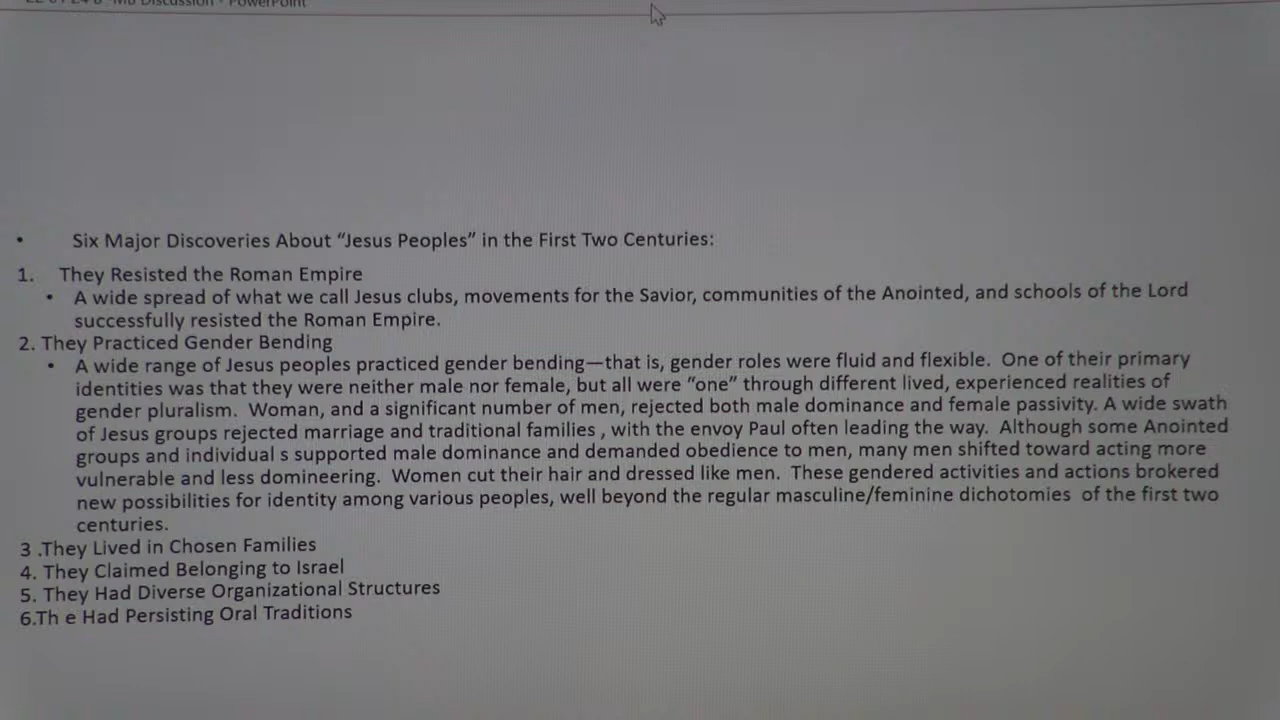 Discussion - PowerPoint
• Six Major Discoveries About “Jesus Peoples” in the First Two Centuries:
1. They Resisted the Roman Empire
• A wide spread of what we call Jesus clubs, movements for the Savior, communities of the Anointed, and schools of the Lord
successfully resisted the Roman Empire.
2. They Practiced Gender Bending
• A wide range of Jesus peoples practiced gender bending—that is, gender roles were fluid and flexible. One of their primary
identities was that they were neither male nor female, but all were “one” through different lived, experienced realities of
gender pluralism. Woman, and a significant number of men, rejected both male dominance and female passivity. A wide swath
of Jesus groups rejected marriage and traditional families , with the envoy Paul often leading the way. Although some Anointed
groups and individual s supported male dominance and demanded obedience to men, many men shifted toward acting more
vulnerable and less domineering. Women cut their hair and dressed like men. These gendered activities and actions brokered
new possibilities for identity among various peoples, well beyond the regular masculine/feminine dichotomies of the first two
centuries.
3 .They Lived in Chosen Families
4. They Claimed Belonging to Israel
5. They Had Diverse Organizational Structures
6.Th e Had Persisting Oral Traditions